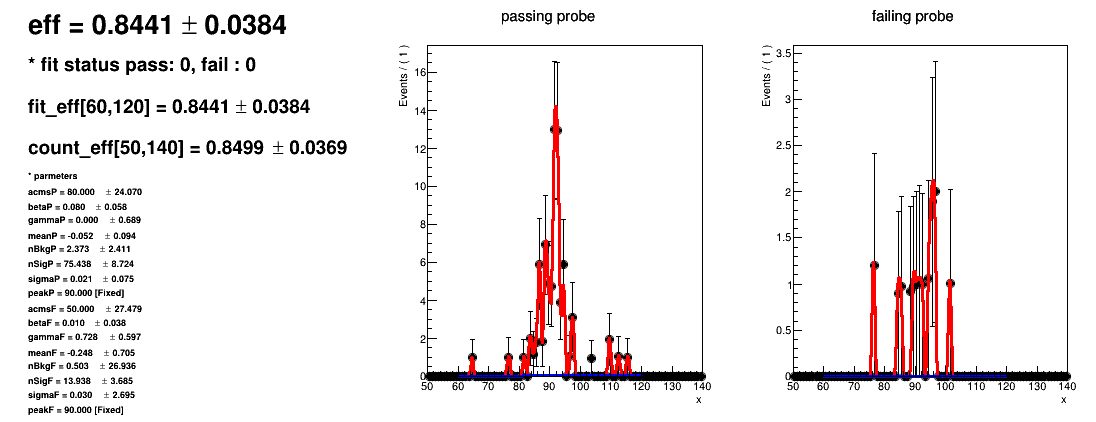 eff = 0.8441 ± 0.0384
* fit status pass: 0, fail : 0
fit_eff[60,120] = 0.8441 ± 0.0384
count_eff[50,140] = 0.8499 ± 0.0369
* parmeters
acmsP = 80.000 ± 24.070
betaP = 0.080 ± 0.058
gammaP = 0.000 ± 0.689
meanP = -0.052 ± 0.094
nBkgP = 2.373 ± 2.411
nSigP = 75.438 ± 8.724
sigmaP = 0.021 ± 0.075
peakP = 90.000 [Fixed]
acmsF = 50.000 ± 27.479
betaF = 0.010 ± 0.038
gammaF = 0.728 ± 0.597
meanF = -0.248 ± 0.705
nBkgF = 0.503 ± 26.936
nSigF = 13.938 ± 3.685
sigmaF = 0.030 ± 2.695
peakF = 90.000 [Fixed]
passing probe
Events / ( 1 )
16
14
12
10
8
6
4
2
0
50 60 70 80 90 100 110 120 130 140
x
failing probe
Events / ( 1 )
3.5
3
2.5
2
1.5
1
0.5
0
50 60 70 80 90 100 110 120 130 140
x